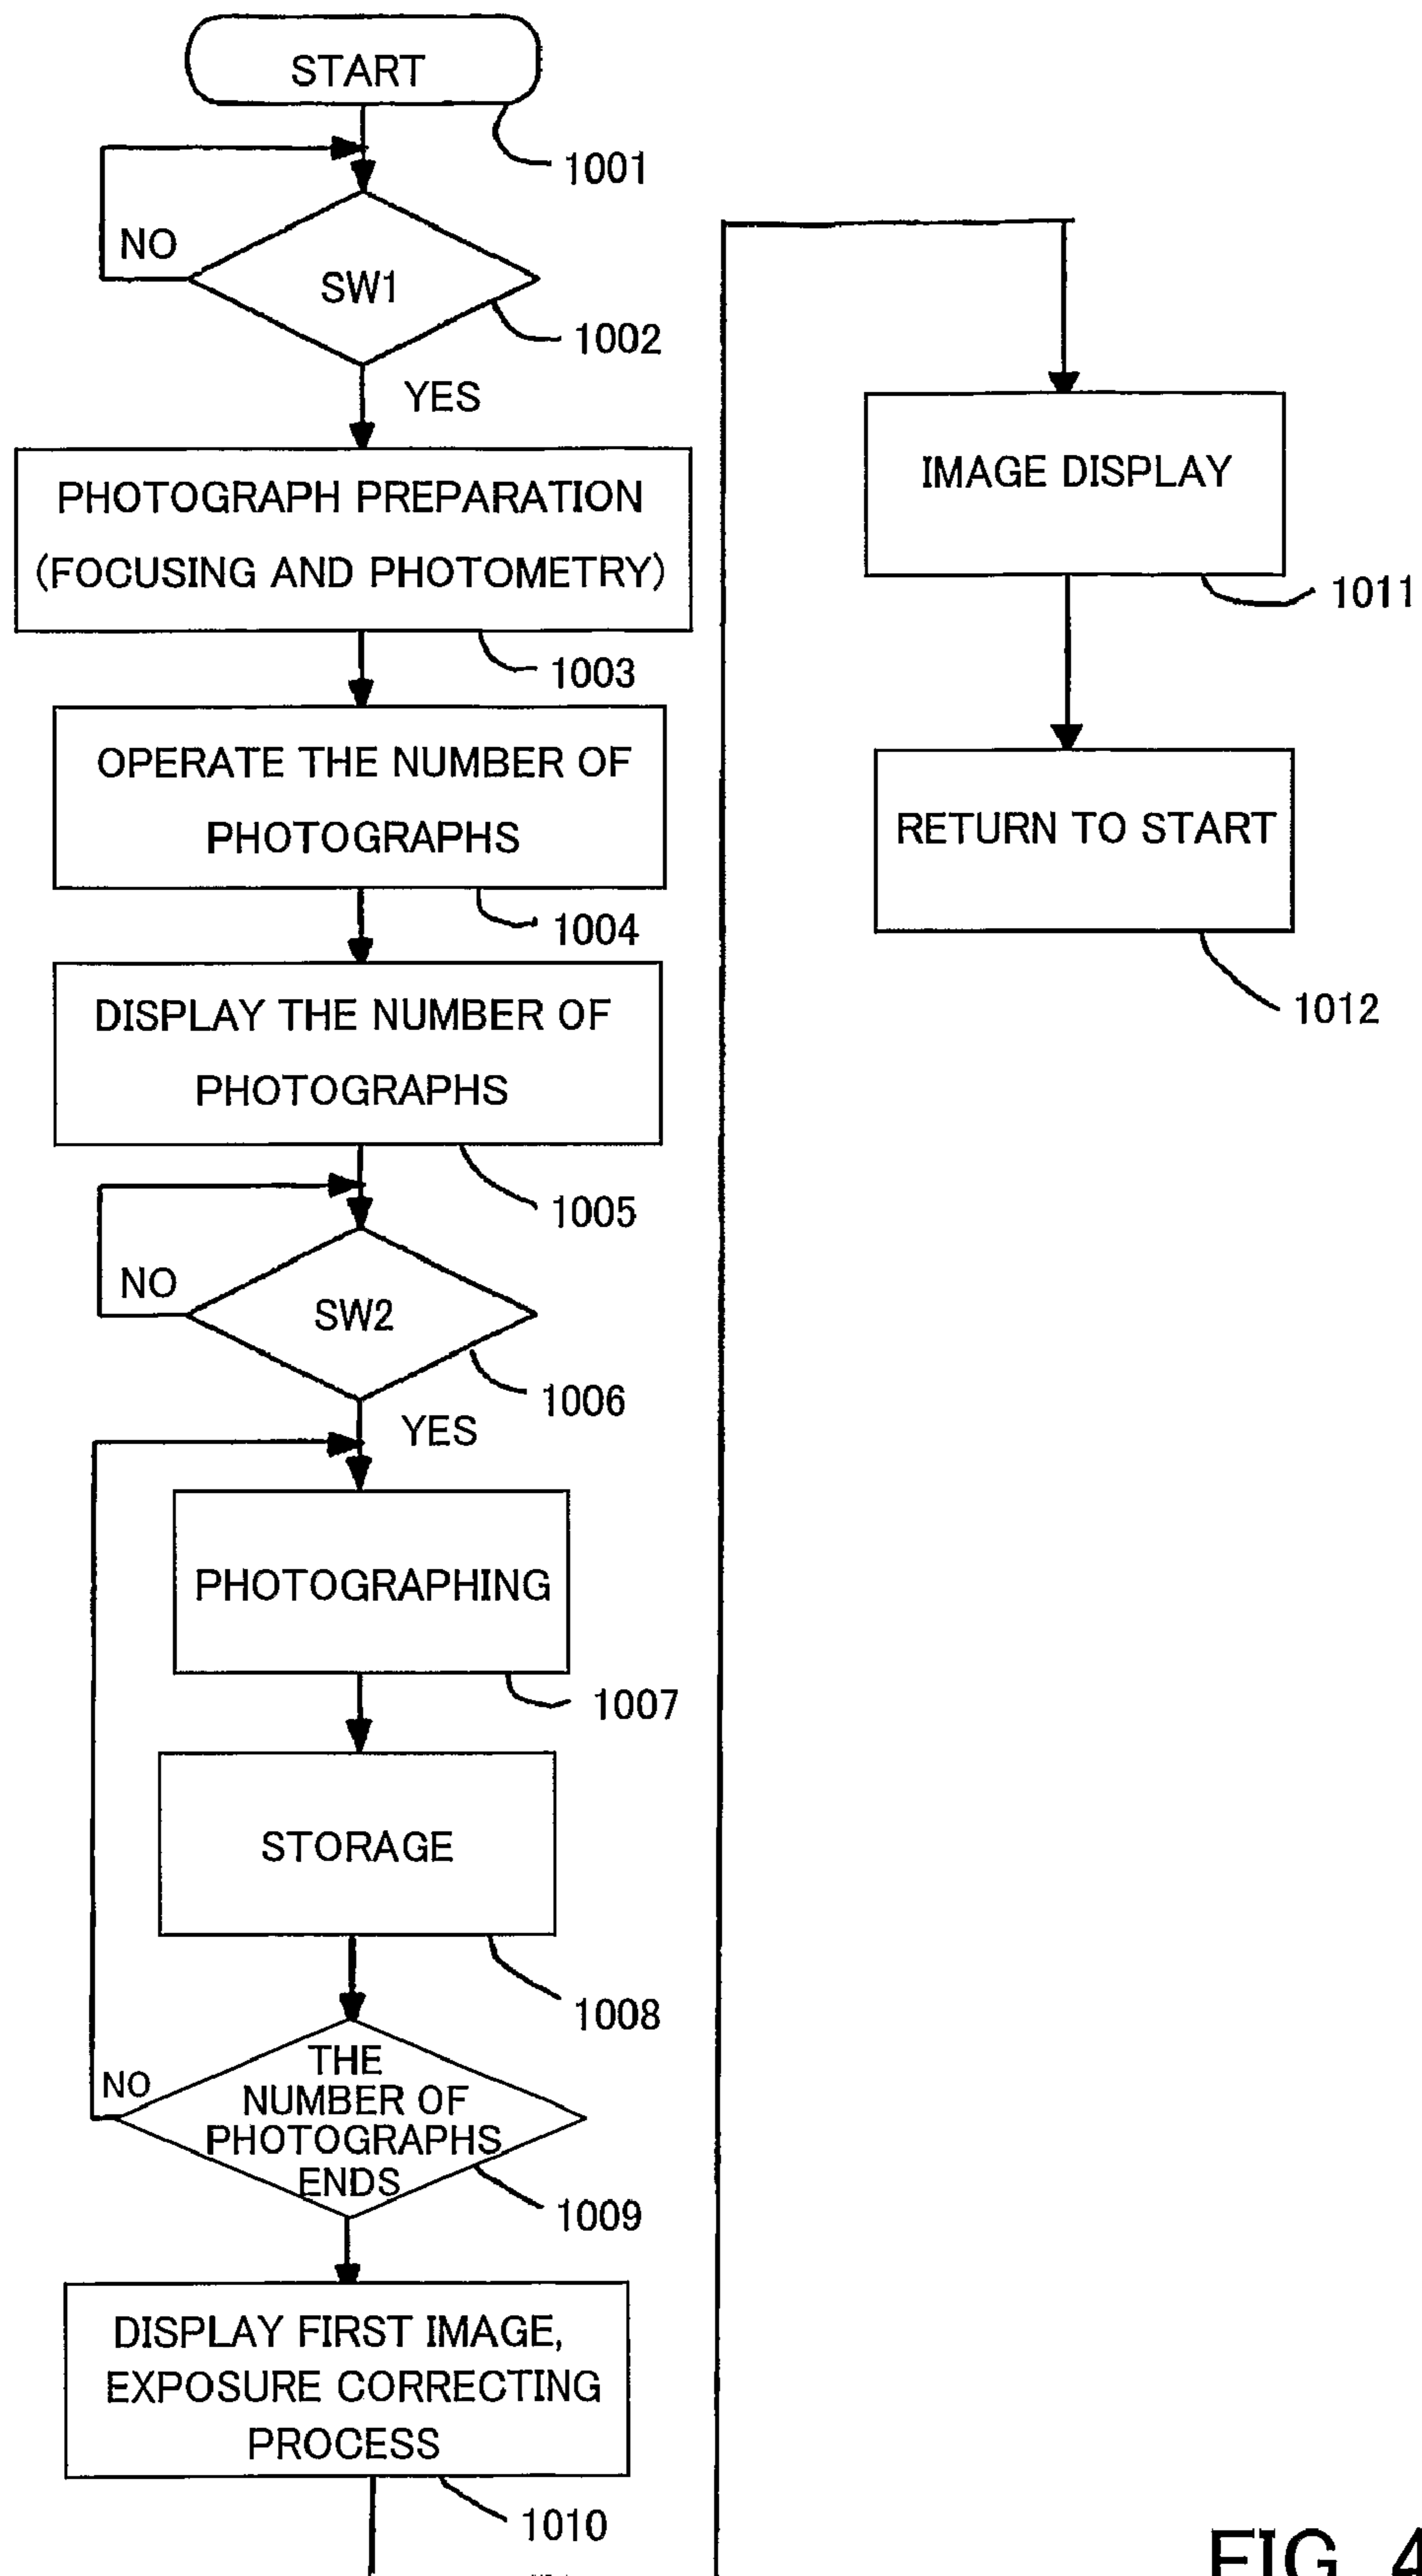 START
1001
NO
SW1
1002
YES
PHOTOGRAPH PREPARATION
(FOCUSING AND PHOTOMETRY)
1003
OPERATE THE NUMBER OF
PHOTOGRAPHS
1004
DISPLAY THE NUMBER OF
PHOTOGRAPHS
1005
NO
SW2
1006
YES
PHOTOGRAPHING
1007
STORAGE
1008
NO
THE
NUMBER OF
PHOTOGRAPHS
ENDS
1009
DISPLAY FIRST IMAGE,
EXPOSURE CORRECTING
PROCESS
1010
IMAGE DISPLAY
1011
RETURN TO START
1012
FIG. 4